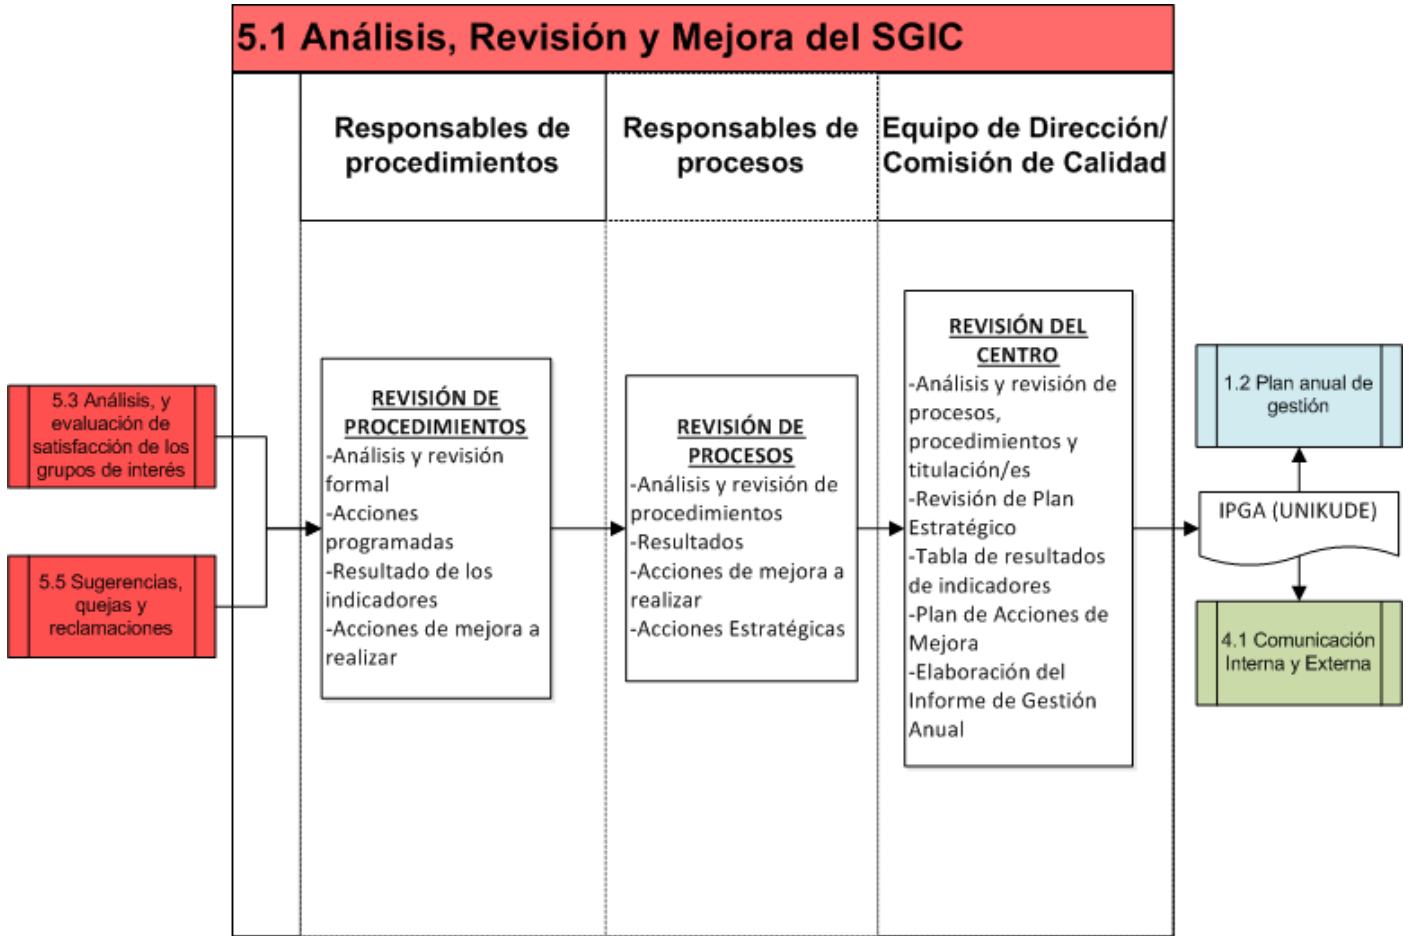 5.1 Análisis, Revisión y Mejora del SGIC
Responsables de
procedimientos
Responsables de
procesos
Equipo de Dirección/
Comisión de Calidad
5.3 Análisis, y
evaluación de
satisfacción de los
grupos de interés
5.5 Sugerencias,
quejas y
reclamaciones
REVISIÓN DE
PROCEDIMIENTOS
-Análisis y revisión
formal
-Acciones
programadas
-Resultado de los
indicadores
-Acciones de mejora a
realizar
REVISIÓN DE
PROCESOS
-Análisis y revisión de
procedimientos
-Resultados
-Acciones de mejora a
realizar
-Acciones Estratégicas
REVISIÓN DEL
CENTRO
-Análisis y revisión de
procesos,
procedimientos y
titulación/es
-Revisión de Plan
Estratégico
-Tabla de resultados
de indicadores
-Plan de Acciones de
Mejora
-Elaboración del
Informe de Gestión
Anual
1.2 Plan anual de
gestión
IPGA (UNIKUDE)
4.1 Comunicación
Interna y Externa